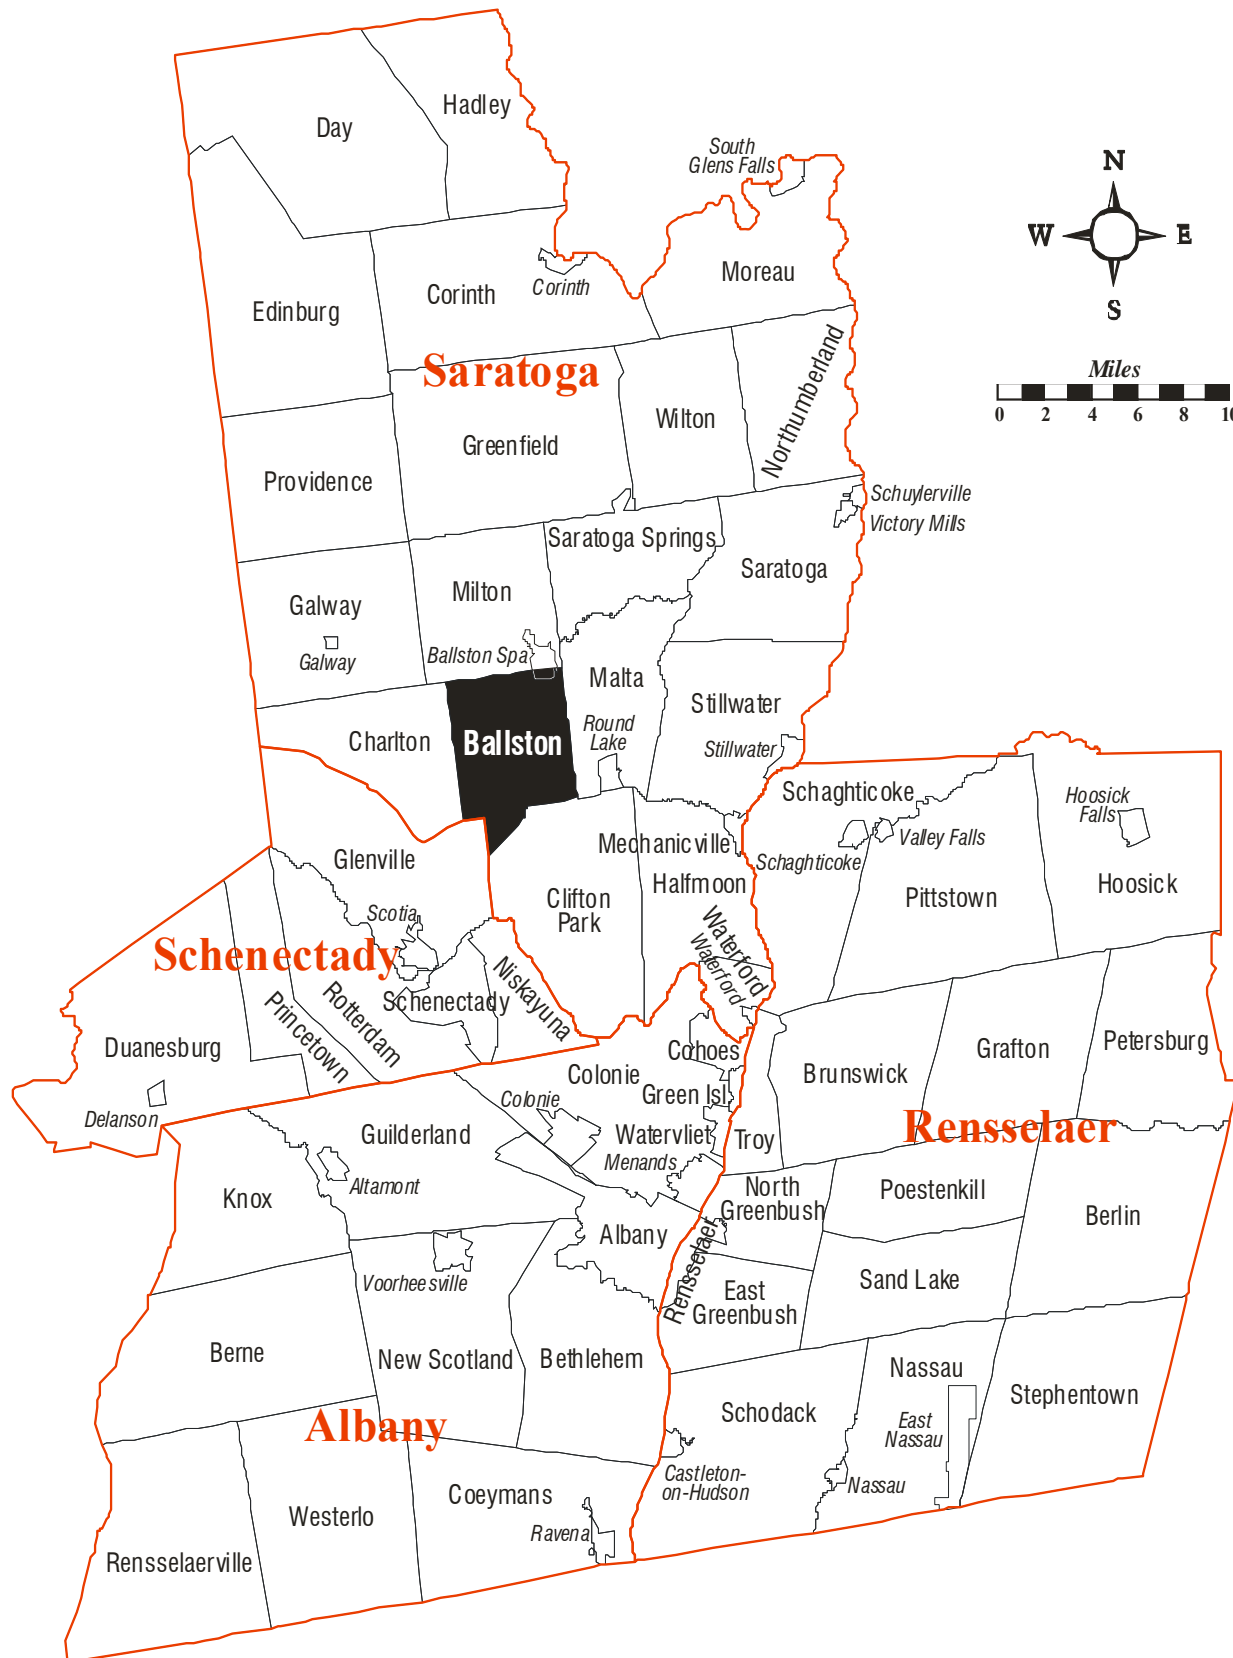 Hadley
Day
South
Glens Falls
N
W
E
S
Moreau
Corinth
Corinth
Edinburg
Miles
0 2 4 6 8 10
Saratoga
Northumberland
Wilton
Greenfield
Providence
Schuylerville
Victory Mills
Saratoga Springs
Saratoga
Milton
Galway
Galway
Ballston Spa
Malta
Stillwater
Round
Lake
Stillwater
Charlton
Ballston
Schaghticoke
Hoosick
Falls
Valley Falls
Schaghticoke
Mechanicville
Halfmoon
Glenville
Pittstown
Hoosick
Clifton
Park
Scotia
Waterford
Waterford
Schenectady
Schenectady
Niskayuna
Rotterdam
Princetown
Duanesburg
Delanson
Cohoes
Colonie
Green Isl.
Colonie
Watervliet
Menands
Brunswick
Grafton
Petersburg
Rensselaer
Troy
Guilderland
Altamont
Knox
North
Greenbush
Poestenkill
Berlin
Albany
Rensselaer
Voorheesville
East
Greenbush
Sand Lake
Berne
New Scotland
Bethlehem
Nassau
Stephentown
Schodack
East
Nassau
Albany
Castleton-
on-Hudson
Nassau
Coeymans
Westerlo
Ravena
Rensselaerville